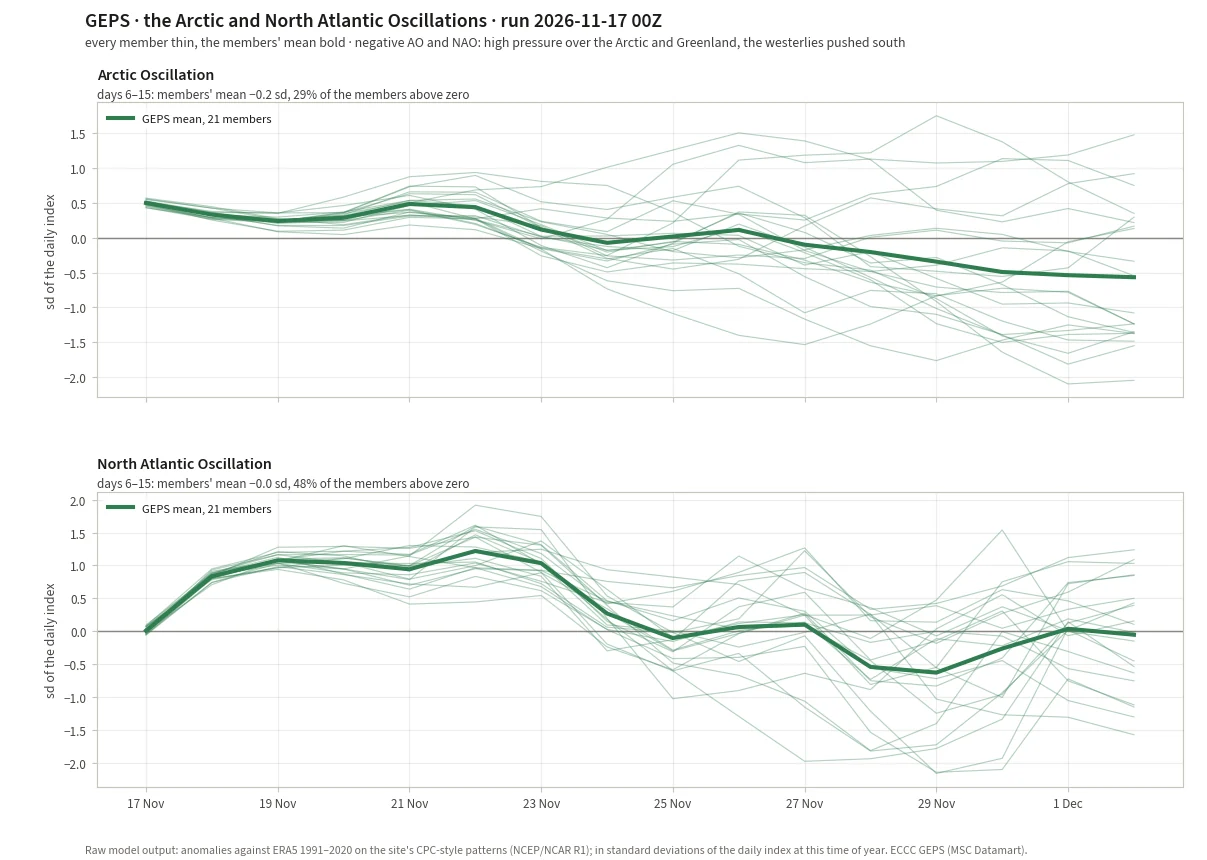 GEPS · the Arctic and North Atlantic Oscillations · run 2026-11-17 00Z
every member thin, the members' mean bold · negative AO and NAO: high pressure over the Arctic and Greenland, the westerlies pushed south
Arctic Oscillation
days 6–15: members' mean −0.2 sd, 29% of the members above zero
GEPS mean, 21 members
1.5
1.0
0.5
0.0
−0.5
−1.0
−1.5
−2.0
sd of the daily index
North Atlantic Oscillation
days 6–15: members' mean −0.0 sd, 48% of the members above zero
GEPS mean, 21 members
2.0
1.5
1.0
0.5
0.0
−0.5
−1.0
−1.5
−2.0
sd of the daily index
17 Nov 19 Nov 21 Nov 23 Nov 25 Nov 27 Nov 29 Nov 1 Dec
Raw model output: anomalies against ERA5 1991–2020 on the site's CPC-style patterns (NCEP/NCAR R1); in standard deviations of the daily index at this time of year. ECCC GEPS (MSC Datamart).